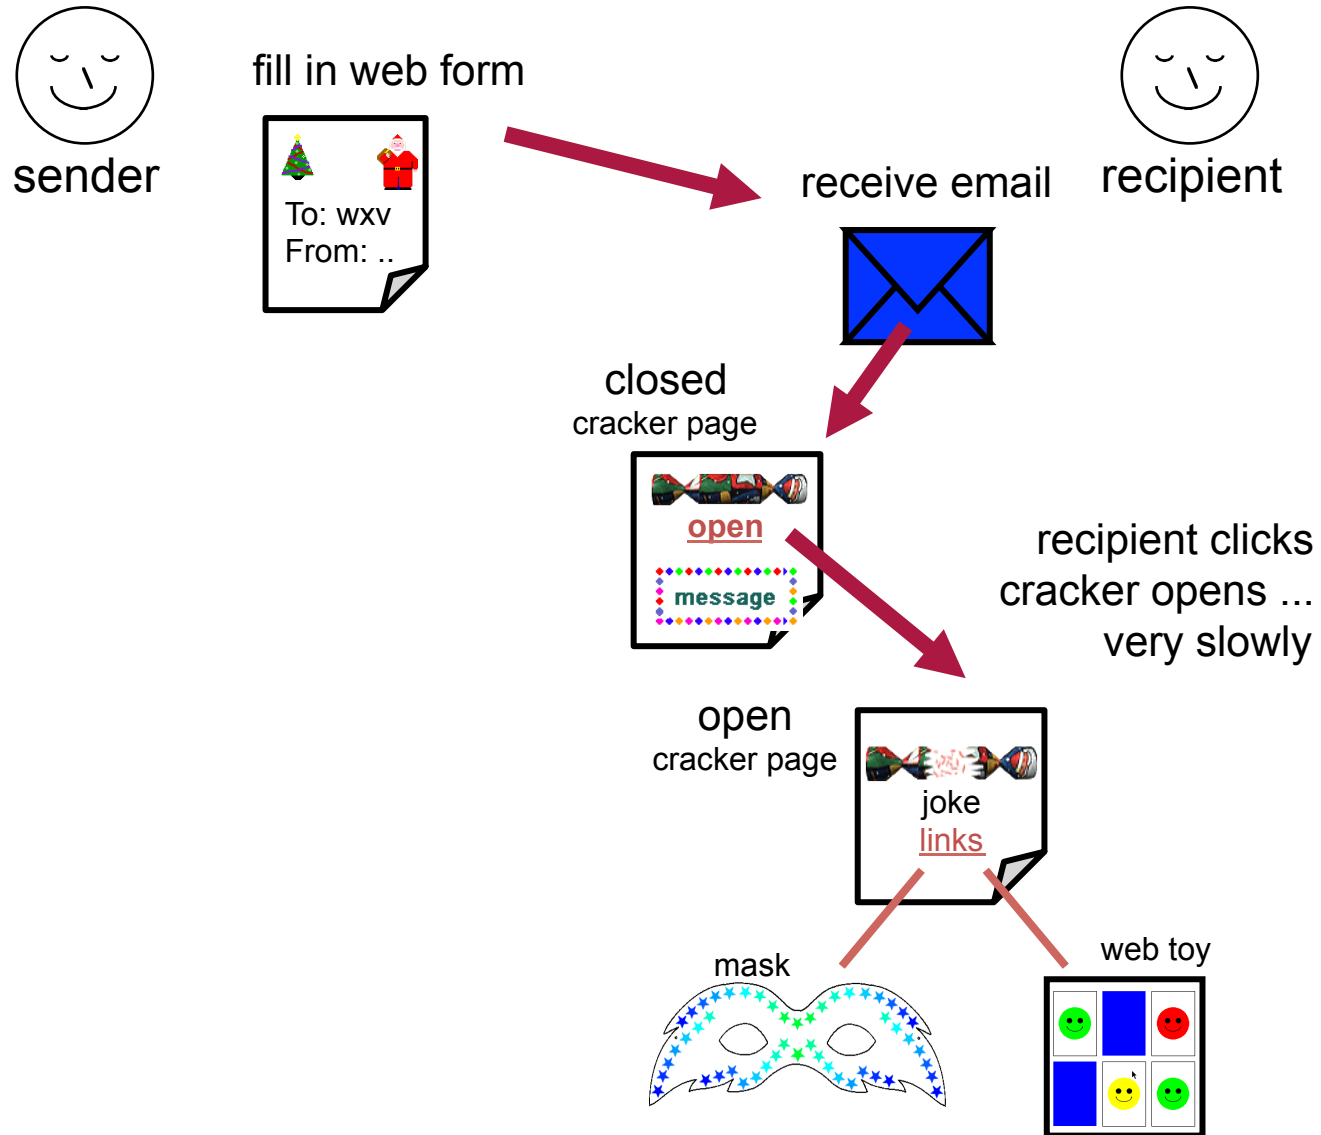 fill in web form
sender
To: wxv
From: ..
receive email
recipient
closed
cracker page
open
message
recipient clicks
cracker opens ...
very slowly
open
cracker page
joke
links
mask
web toy